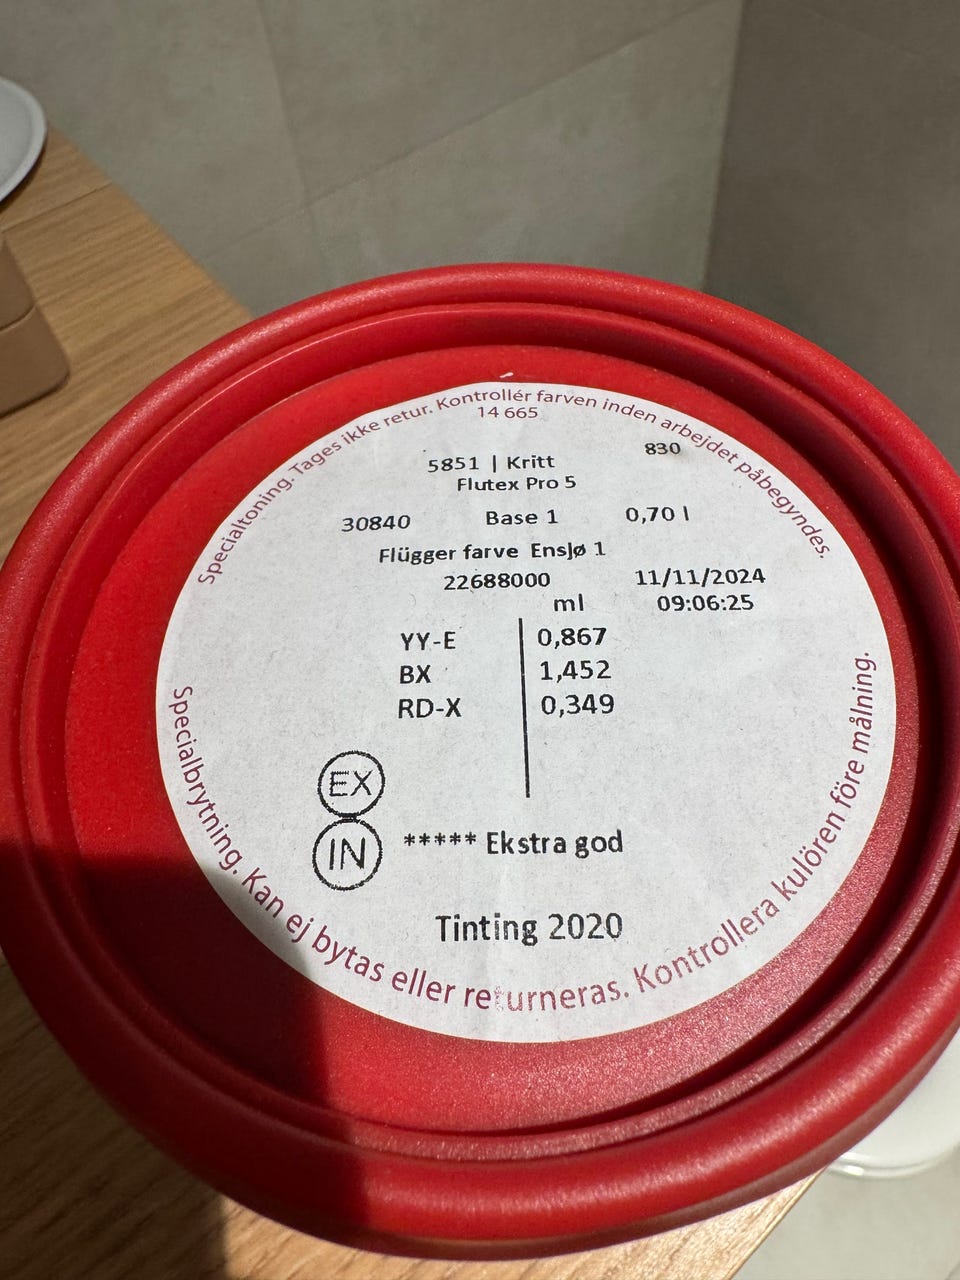 Specialtoning. Tages ikke retur. Kontrollér farven inden arbejdet påbegyndes.
14 665
830
5851 | Kritt
Flutex Pro 5
30840 Base 1 0,70 l
Flügger farve Ensjø 1
22688000 11/11/2024
ml 09:06:25
YY-E 0,867
BX 1,452
RD-X 0,349
EX
IN ***** Ekstra god
Tinting 2020
Specialbrytning. Kan ej bytas eller returneras. Kontrollera kulören före målning.